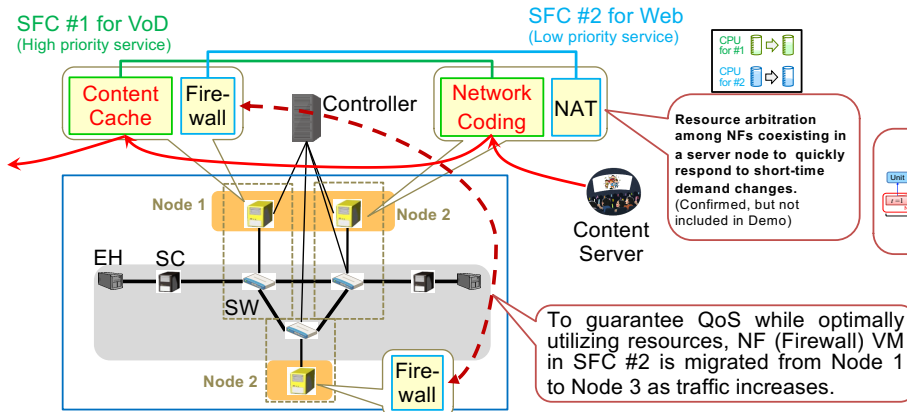 SFC #1 for VoD
(High priority service)
SFC #2 for Web
(Low priority service)
CPU
for #1
CPU
for #2
Content
Cache
Fire-
wall
Controller
Network
Coding
NAT
Resource arbitration
among NFs coexisting in
a server node to quickly
respond to short-time
demand changes.
(Confirmed, but not
included in Demo)
Unit
Node 1
Node 2
Content
Server
EH
SC
SW
Node 2
Fire-
wall
To guarantee QoS while optimally
utilizing resources, NF (Firewall) VM
in SFC #2 is migrated from Node 1
to Node 3 as traffic increases.